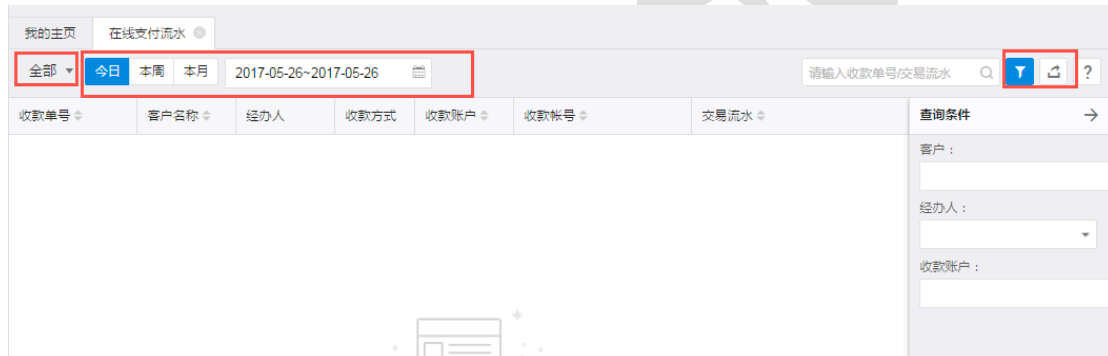 我的主页 在线支付流水
全部 今日 本周 本月 2017-05-26~2017-05-26 请输入收款单号/交易流水 ?
收款单号 客户名称 经办人 收款方式 收款账户 收款帐号 交易流水 查询条件
客户：
经办人：
收款账户：